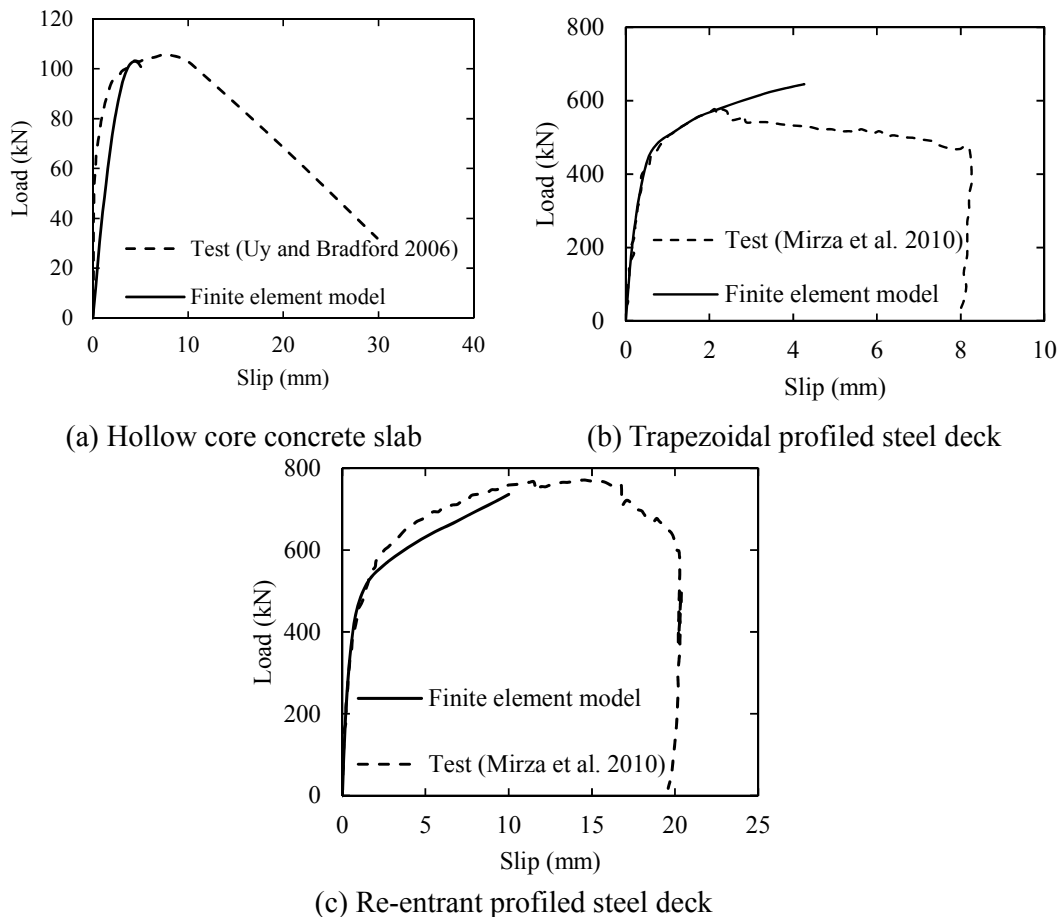 120
100
80
60
40
20
0
Load (kN)
Test (Uy and Bradford 2006)
Finite element model
0 10 20 30 40
Slip (mm)
(a) Hollow core concrete slab
800
600
400
200
0
Load (kN)
Test (Mirza et al. 2010)
Finite element model
0 2 4 6 8 10
Slip (mm)
(b) Trapezoidal profiled steel deck
800
600
400
200
0
Load (kN)
Finite element model
Test (Mirza et al. 2010)
0 5 10 15 20 25
Slip (mm)
(c) Re-entrant profiled steel deck